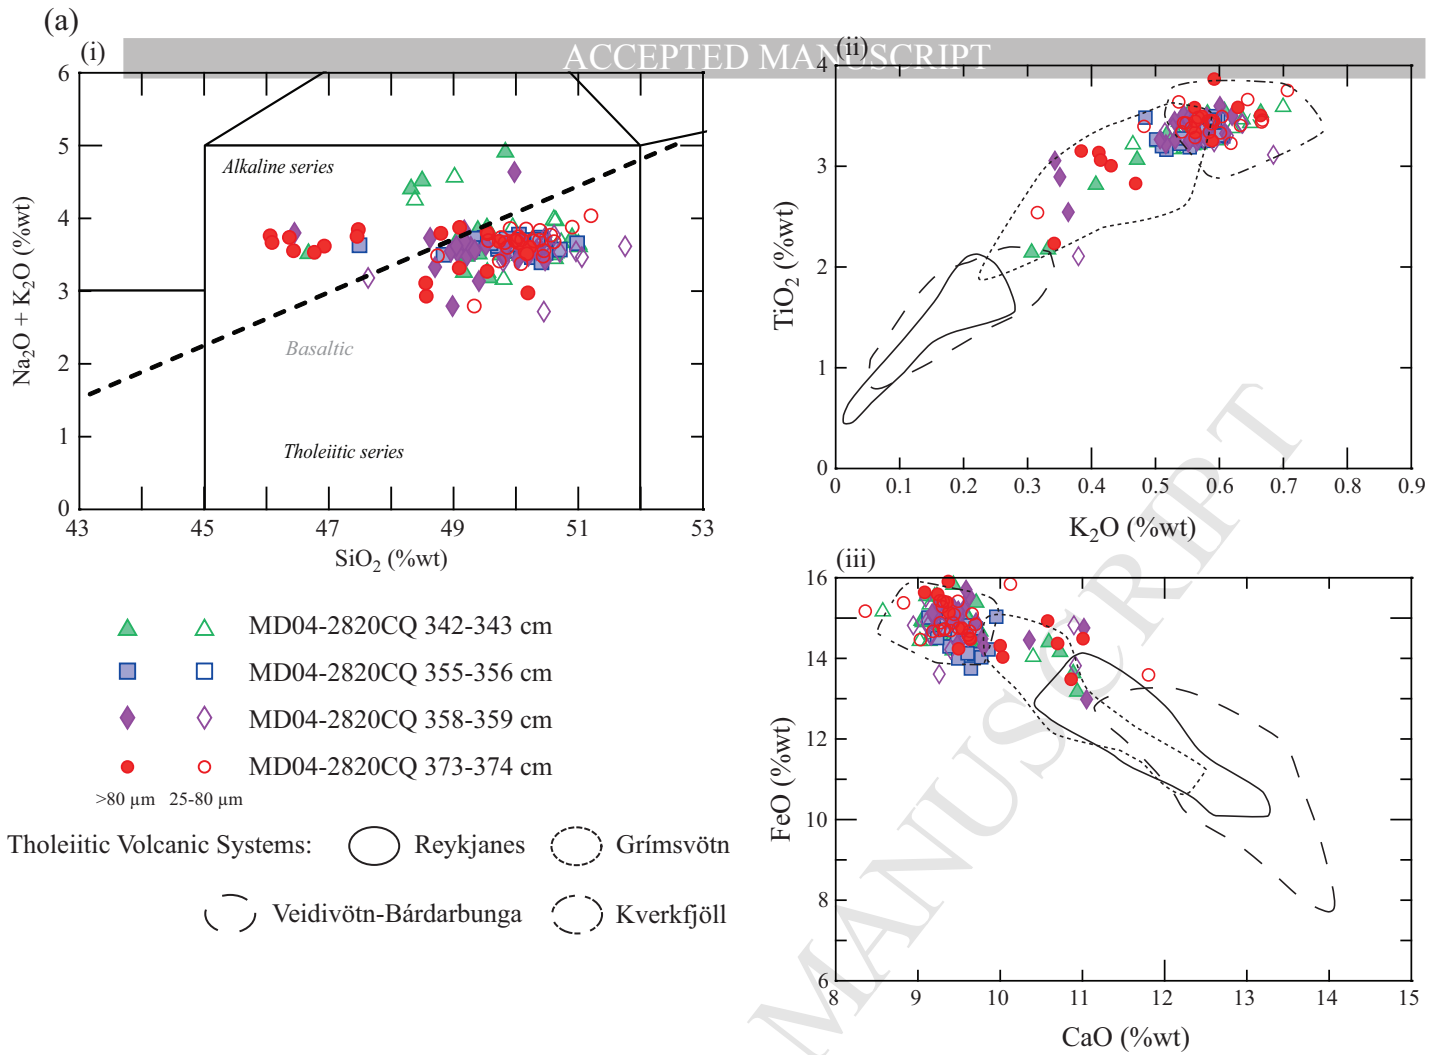 (a)
ACCEPTED MANUSCRIPT
(i)
6
5
4
3
2
1
0
Na2O + K2O (%wt)
Alkaline series
Basaltic
Tholeiitic series
43 45 47 49 51 53
SiO2 (%wt)
(ii)
4
3
2
1
0
TiO2 (%wt)
0 0.1 0.2 0.3 0.4 0.5 0.6 0.7 0.8 0.9
K2O (%wt)
(iii)
16
14
12
10
8
6
FeO (%wt)
8 9 10 11 12 13 14 15
CaO (%wt)
MD04-2820CQ 342-343 cm
MD04-2820CQ 355-356 cm
MD04-2820CQ 358-359 cm
MD04-2820CQ 373-374 cm
>80 µm 25-80 µm
Tholeiitic Volcanic Systems: Reykjanes Grímsvötn
Veidivötn-Bárdarbunga Kverkfjöll
MANUSCRIPT